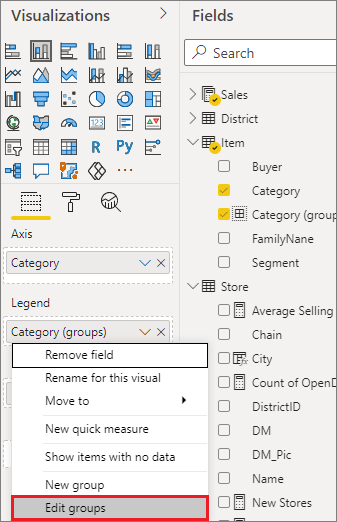 Visualizations
Fields
Search
Sales
District
Item
Buyer
Category
Category (grou
FamilyNane
Segment
Store
Average Selling
Chain
City
Count of OpenD
DistrictID
DM
DM_Pic
Name
New Stores
R
Py
123
Axis
Category
Legend
Category (groups)
Remove field
Rename for this visual
Move to
New quick measure
Show items with no data
New group
Edit groups